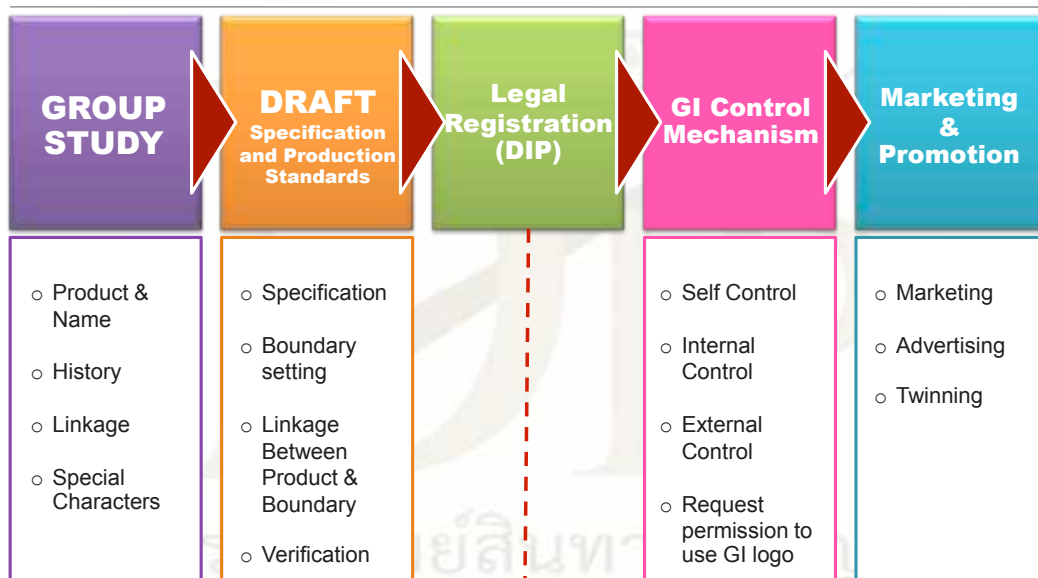 GROUP
STUDY
DRAFT
Specification
and Production
Standards
Legal
Registration
(DIP)
GI Control
Mechanism
Marketing
&
Promotion
○ Product &
Name
○ History
○ Linkage
○ Special
Characters
○ Specification
○ Boundary
setting
○ Linkage
Between
Product &
Boundary
○ Verification
○ Self Control
○ Internal
Control
○ External
Control
○ Request
permission to
use GI logo
○ Marketing
○ Advertising
○ Twinning